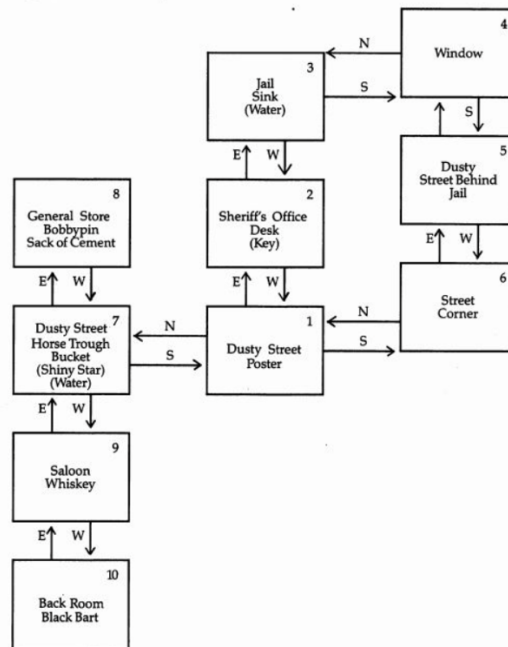 4
Window
N
S
3
Jail
Sink
(Water)
S
5
Dusty
Street Behind
Jail
E
W
8
General Store
Bobbypin
Sack of Cement
2
Sheriff's Office
Desk
(Key)
E
W
6
Street
Corner
E
W
E
W
7
Dusty Street
Horse Trough
Bucket
(Shiny Star)
(Water)
N
S
1
Dusty Street
Poster
N
S
E
W
9
Saloon
Whiskey
E
W
10
Back Room
Black Bart